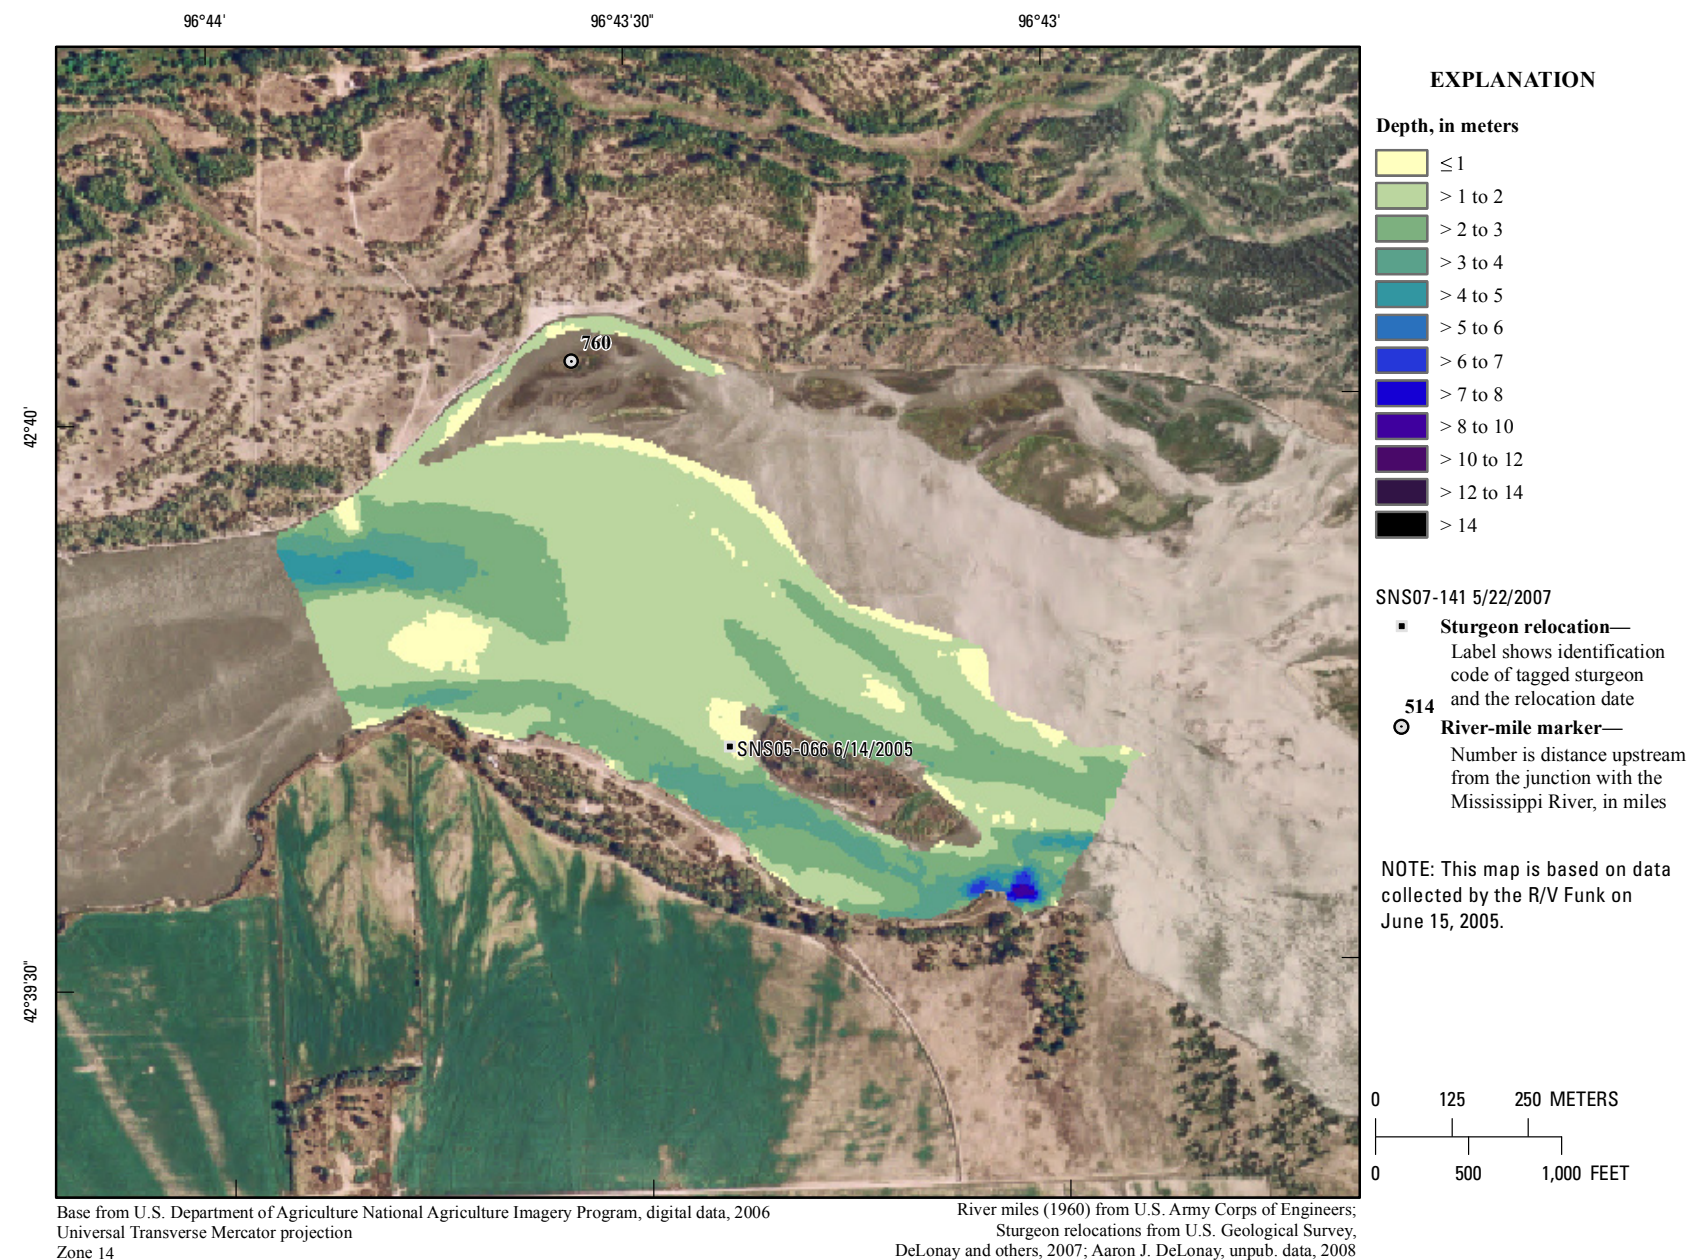 96°44'
96°43'30"
96°43'
42°40'
42°39'30"
760
SNS05-066 6/14/2005
EXPLANATION
Depth, in meters
≤ 1
> 1 to 2
> 2 to 3
> 3 to 4
> 4 to 5
> 5 to 6
> 6 to 7
> 7 to 8
> 8 to 10
> 10 to 12
> 12 to 14
> 14
SNS07-141 5/22/2007
Sturgeon relocation—
Label shows identification
code of tagged sturgeon
and the relocation date
514
River-mile marker—
Number is distance upstream
from the junction with the
Mississippi River, in miles
NOTE: This map is based on data
collected by the R/V Funk on
June 15, 2005.
0 125 250 METERS
0 500 1,000 FEET
Base from U.S. Department of Agriculture National Agriculture Imagery Program, digital data, 2006
Universal Transverse Mercator projection
Zone 14
River miles (1960) from U.S. Army Corps of Engineers;
Sturgeon relocations from U.S. Geological Survey,
DeLonay and others, 2007; Aaron J. DeLonay, unpub. data, 2008